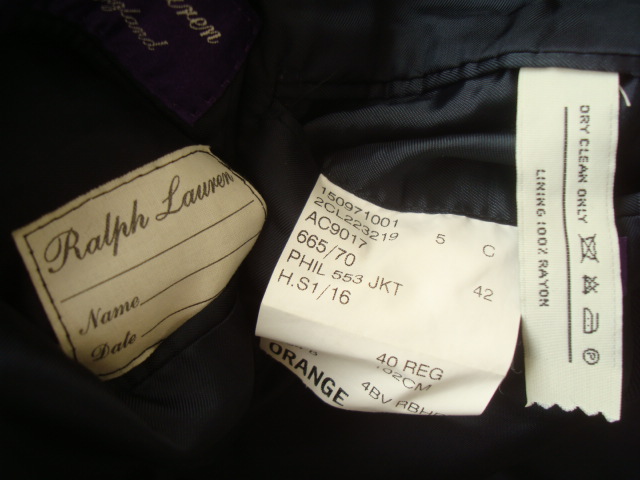 England
Ralph Lauren
Name
Date
150971001
2CL223219 5 C
AC9017
665/70
PHIL 553 JKT 42
H.S1/16
40 REG
ORANGE
DRY CLEAN ONLY
LINING 100% RAYON